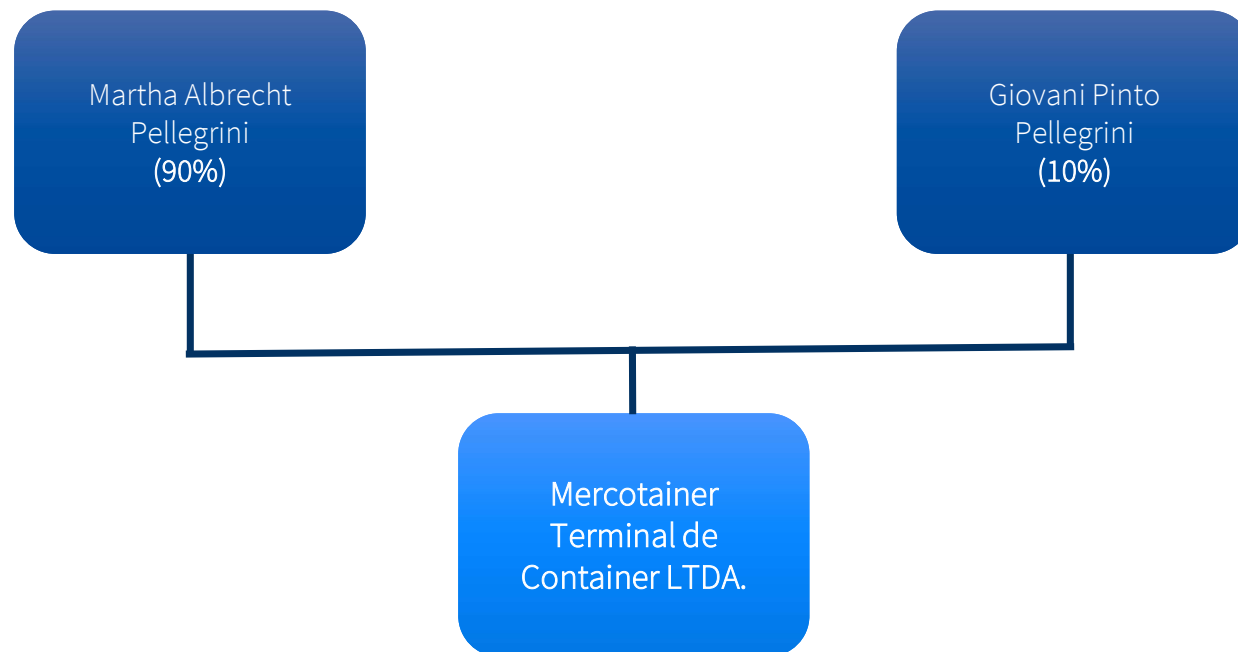 Martha Albrecht
Pellegrini
(90%)
Giovani Pinto
Pellegrini
(10%)
Mercotainer
Terminal de
Container LTDA.